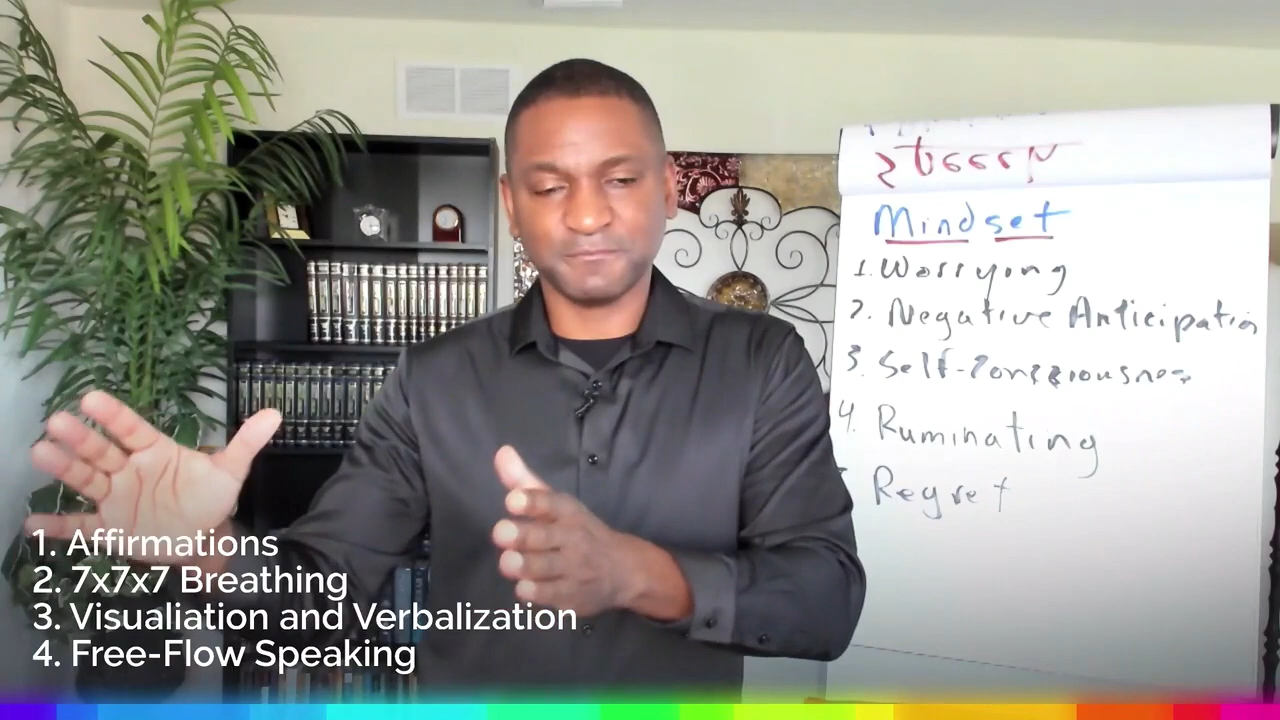 Mindset
1. Worrying
2. Negative Anticipation
3. Self-Consciousness
4. Ruminating
Regret
1. Affirmations
2. 7x7x7 Breathing
3. Visualiation and Verbalization
4. Free-Flow Speaking